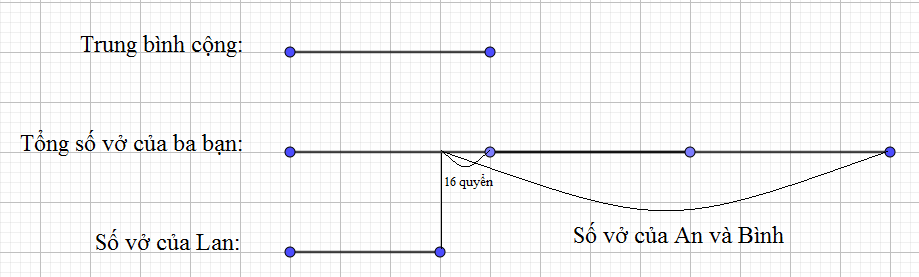 Trung bình cộng:
Tổng số vở của ba bạn:
16 quyển
Số vở của An và Bình
Số vở của Lan: